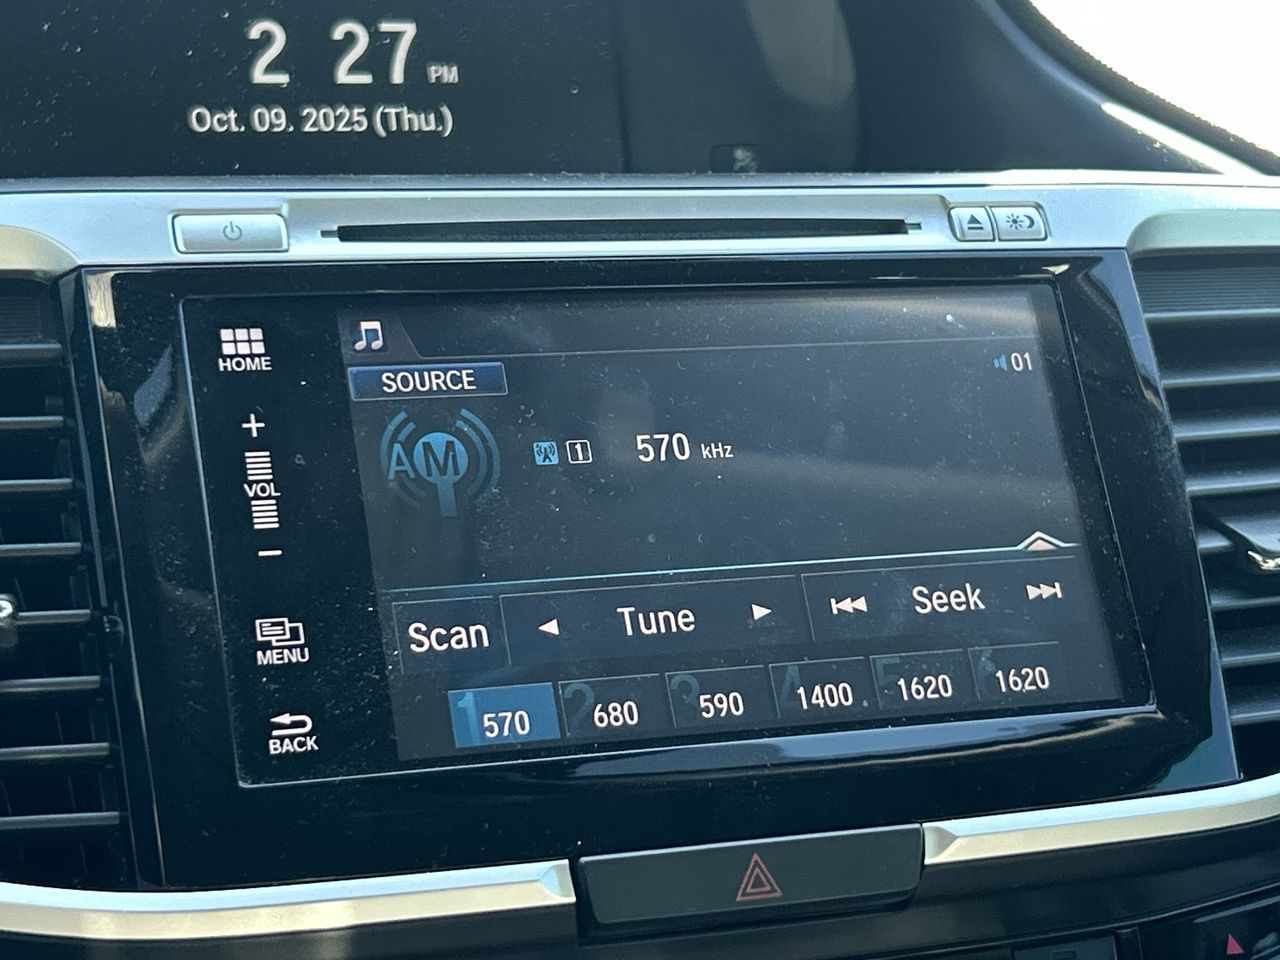 2 27 PM
Oct. 09. 2025 (Thu.)
HOME
SOURCE
01
AM
1 570 kHz
+
VOL
-
Scan Tune Seek
MENU
1 570 2 680 3 590 4 1400 5 1620 6 1620
BACK